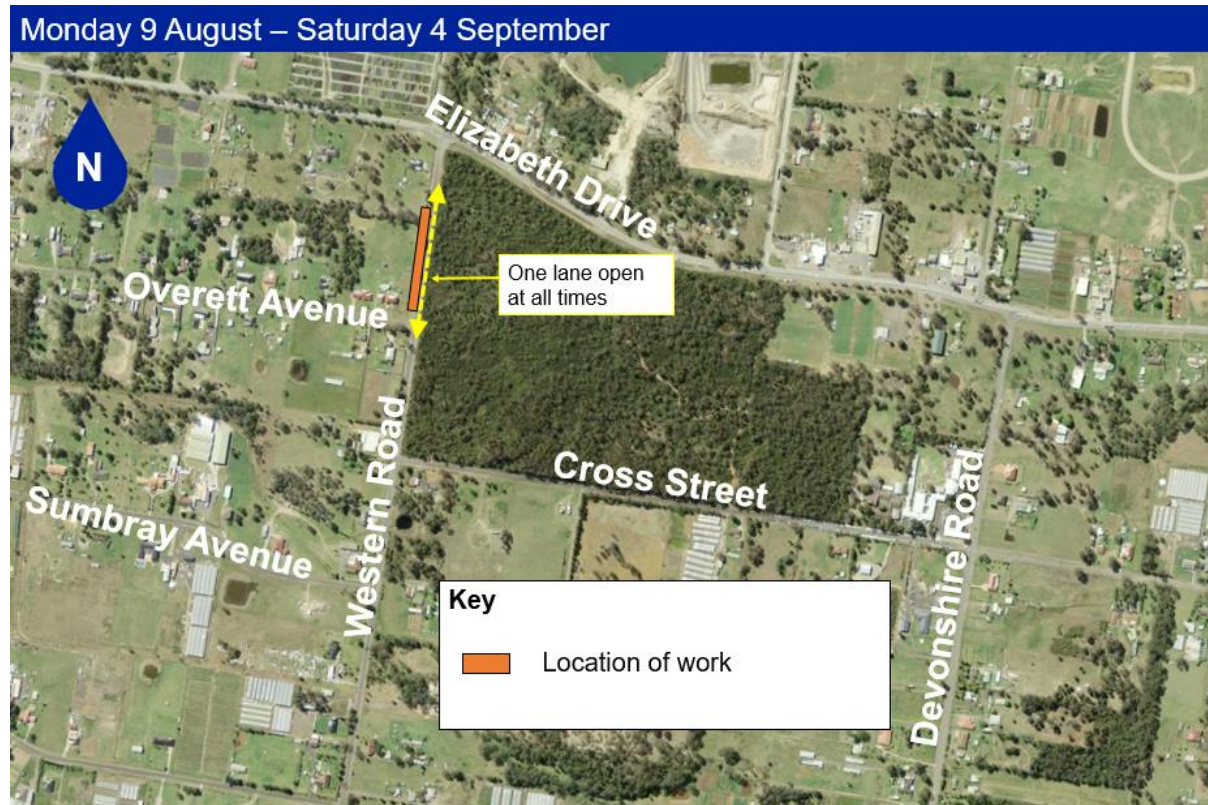 Monday 9 August – Saturday 4 September
N
Elizabeth Drive
One lane open
at all times
Overett Avenue
Western Road
Cross Street
Sumbray Avenue
Devonshire Road
Key
Location of work